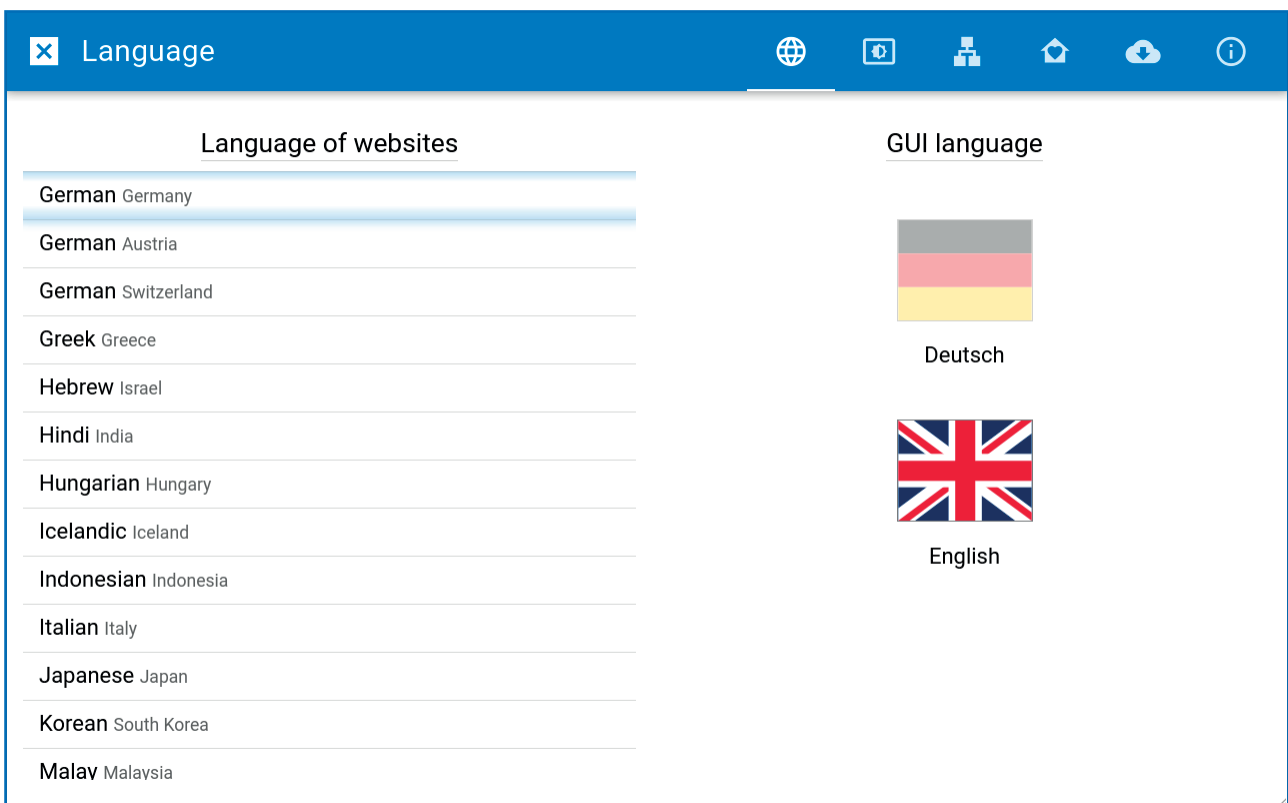 Language
Language of websites
German Germany
German Austria
German Switzerland
Greek Greece
Hebrew Israel
Hindi India
Hungarian Hungary
Icelandic Iceland
Indonesian Indonesia
Italian Italy
Japanese Japan
Korean South Korea
Malay Malaysia
GUI language
Deutsch
English